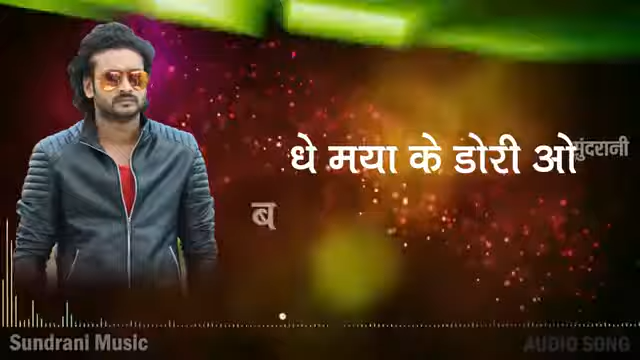 धे मया के डोरी ओ
सुंदरानी
ब
Sundrani Music
AUDIO SONG